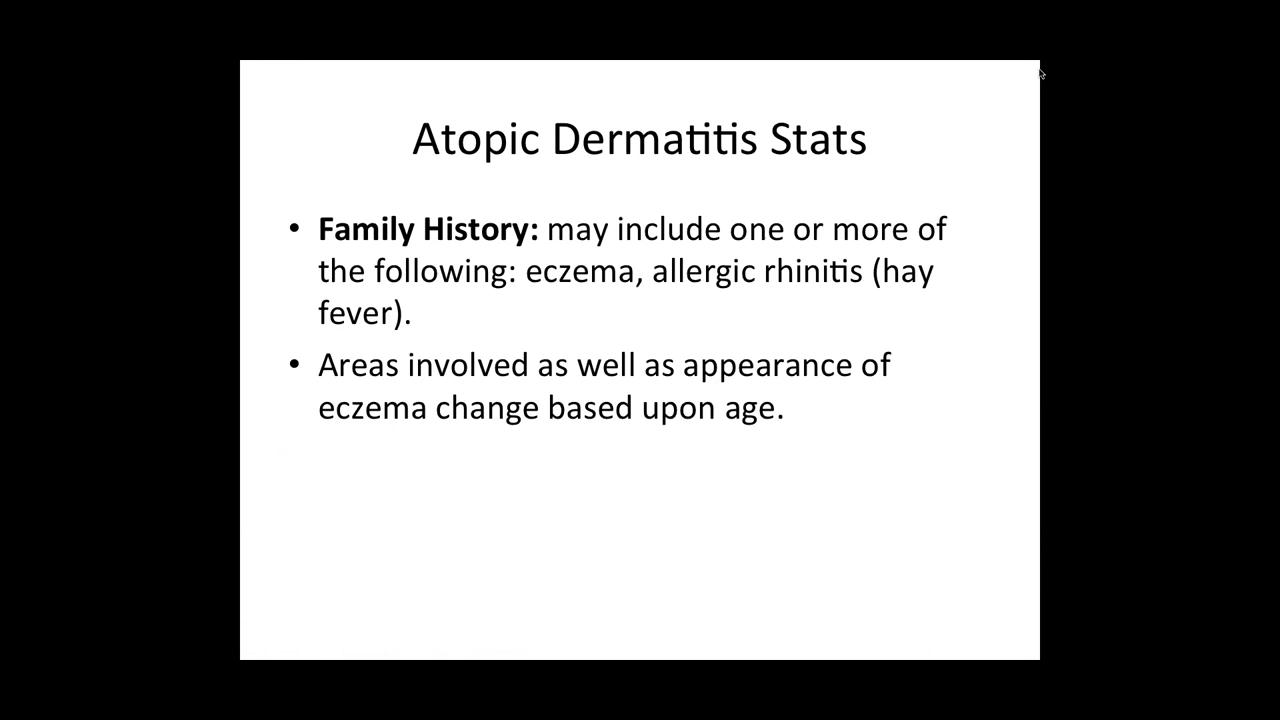 Atopic Dermatitis Stats
• Family History: may include one or more of
the following: eczema, allergic rhinitis (hay
fever).
• Areas involved as well as appearance of
eczema change based upon age.